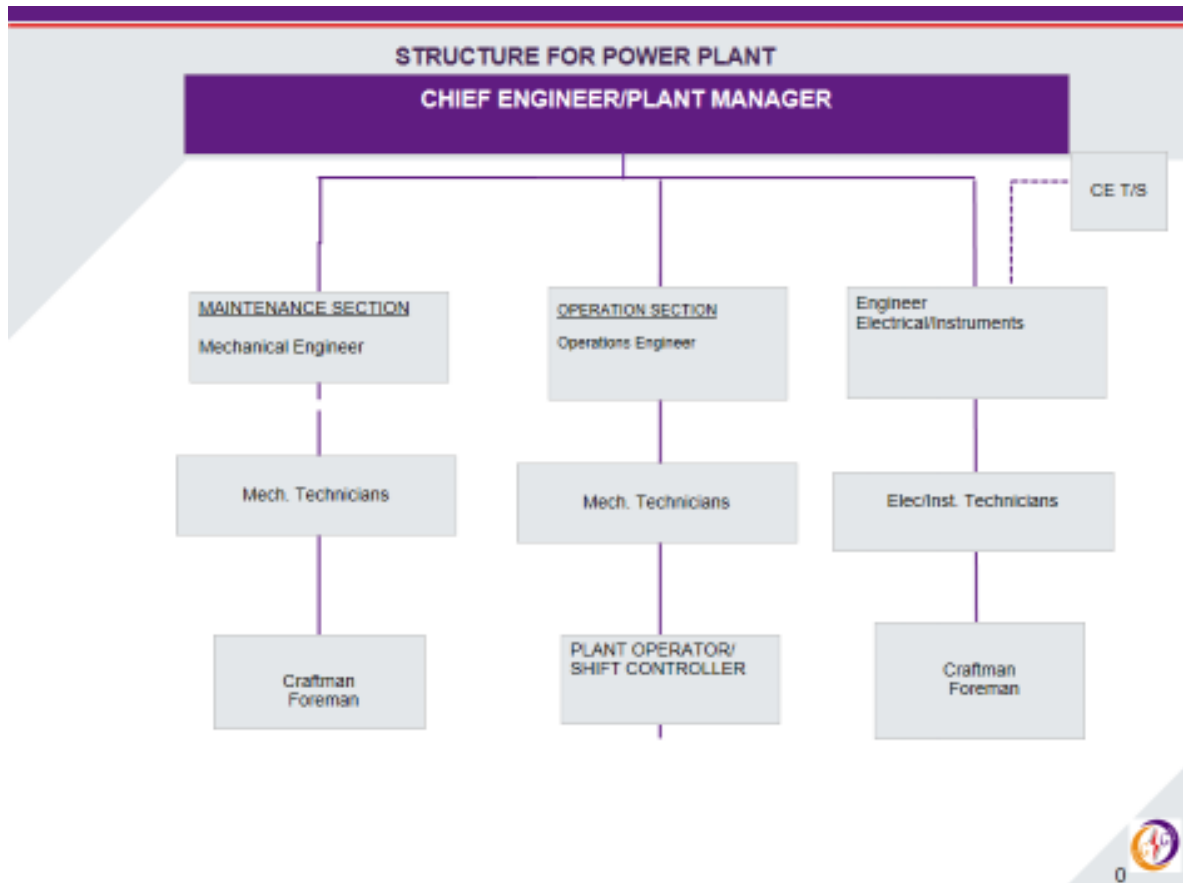 STRUCTURE FOR POWER PLANT
CHIEF ENGINEER/PLANT MANAGER
CE T/S
MAINTENANCE SECTION
Mechanical Engineer
OPERATION SECTION
Operations Engineer
Engineer
Electrical/Instruments
Mech. Technicians
Mech. Technicians
Elec/Inst. Technicians
Craftman
Foreman
PLANT OPERATOR/
SHIFT CONTROLLER
Craftman
Foreman
0